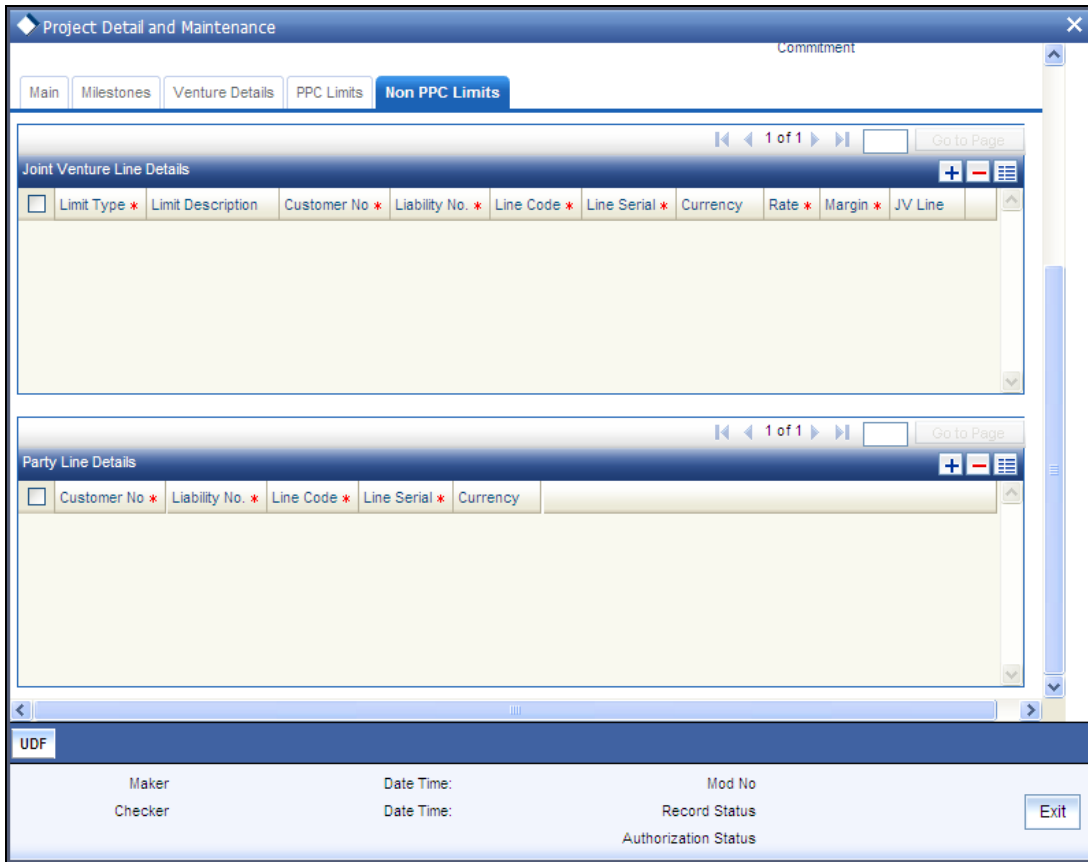 Project Detail and Maintenance
Commitment
Main Milestones Venture Details PPC Limits Non PPC Limits
1 of 1 Go to Page
Joint Venture Line Details
Limit Type * Limit Description Customer No * Liability No. * Line Code * Line Serial * Currency Rate * Margin * JV Line
1 of 1 Go to Page
Party Line Details
Customer No * Liability No. * Line Code * Line Serial * Currency
UDF
Maker Date Time: Mod No
Checker Date Time: Record Status Exit
Authorization Status